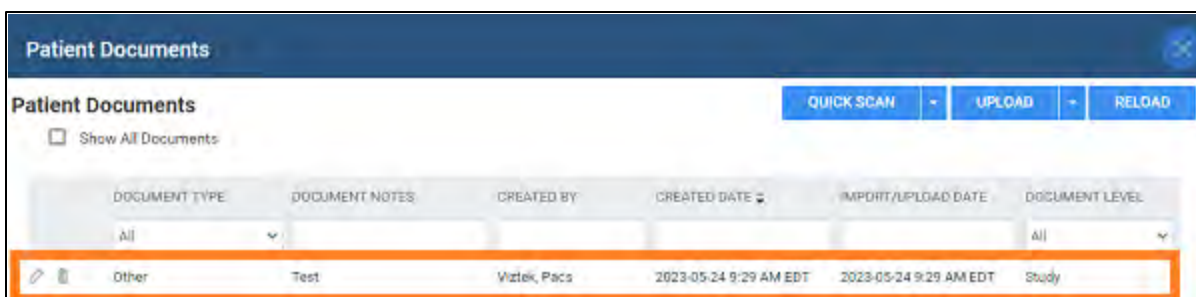 Patient Documents
Patient Documents QUICK SCAN UPLOAD RELOAD
Show All Documents
DOCUMENT TYPE DOCUMENT NOTES CREATED BY CREATED DATE IMPORT/UPLOAD DATE DOCUMENT LEVEL
All All
Other Test Viztek, Pacs 2023-05-24 9:29 AM EDT 2023-05-24 9:29 AM EDT Study